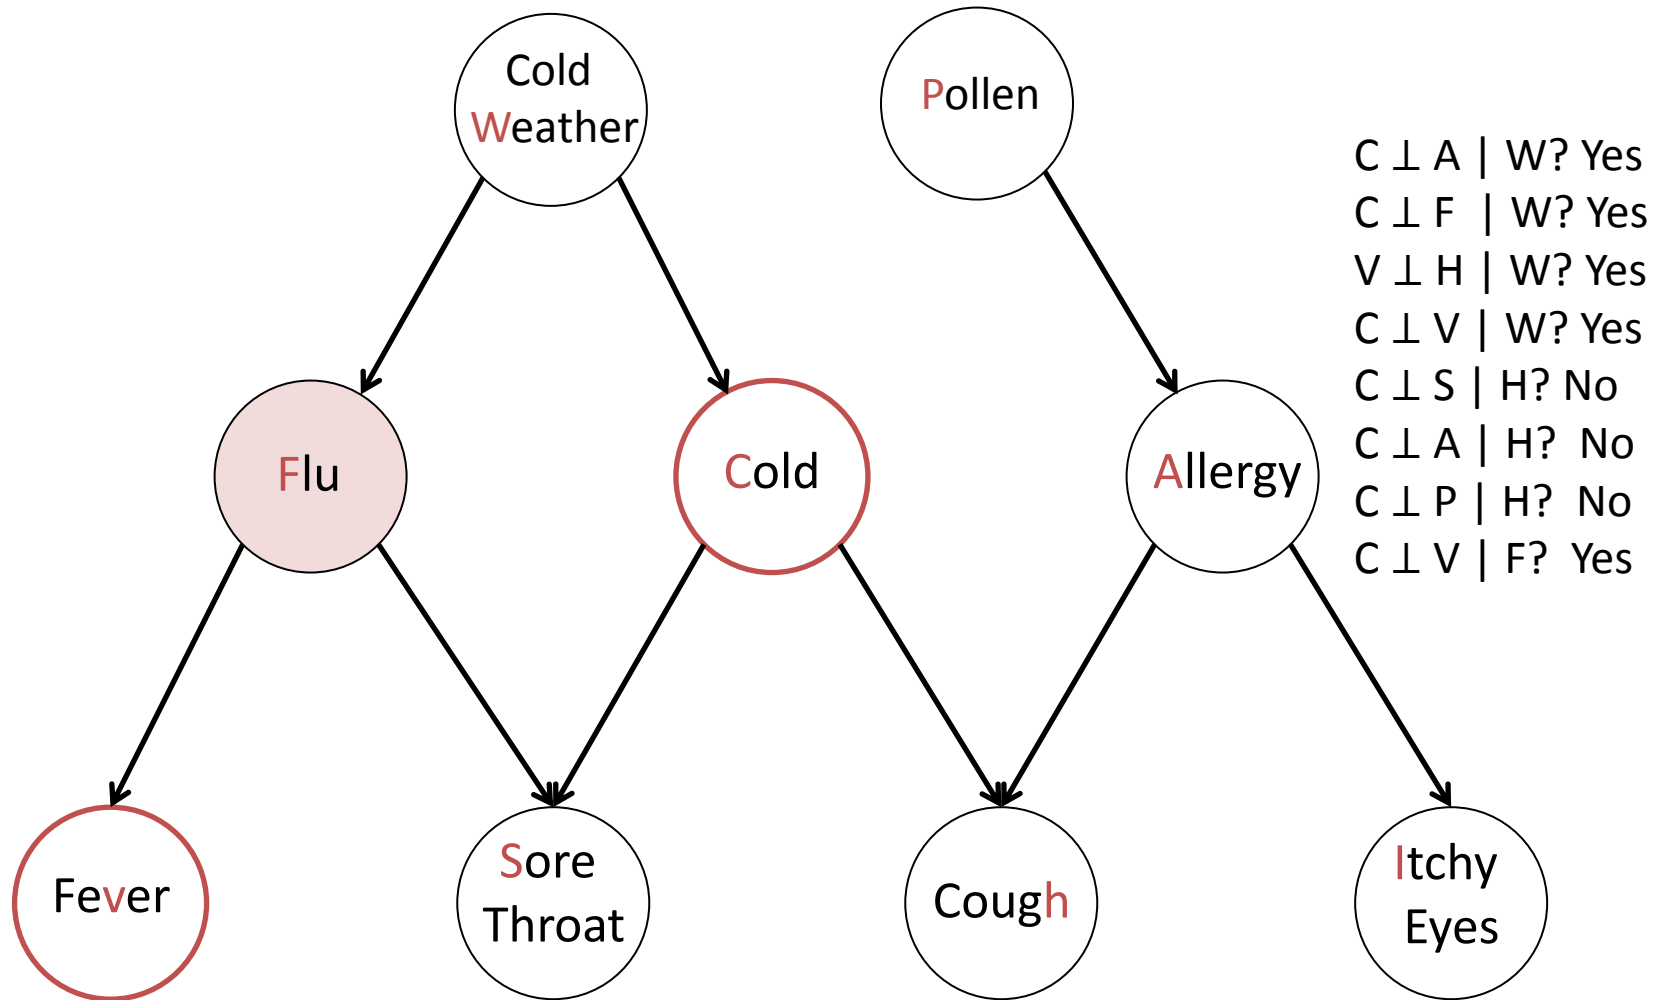 Cold
Weather
Pollen
C ⊥ A | W? Yes
C ⊥ F | W? Yes
V ⊥ H | W? Yes
C ⊥ V | W? Yes
C ⊥ S | H? No
C ⊥ A | H? No
C ⊥ P | H? No
C ⊥ V | F? Yes
Flu
Cold
Allergy
Fever
Sore
Throat
Cough
Itchy
Eyes